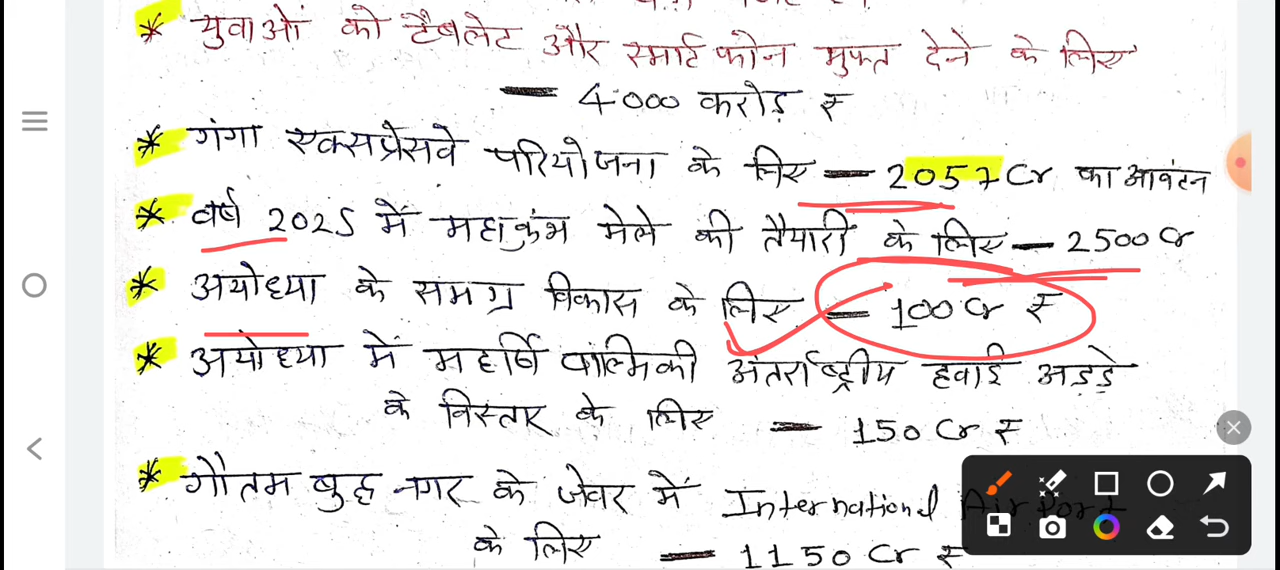 * युवाओं को टैबलेट और स्मार्ट फोन मुफ्त देने के लिए
— 4000 करोड़ ₹
* गंगा एक्सप्रेसवे परियोजना के लिए — 2057 Cr का आवंटन
* वर्ष 2025 में महाकुंभ मेले की तैयारी के लिए — 2500 Cr
* अयोध्या के समग्र विकास के लिए — 100 Cr ₹
* अयोध्या में महर्षि वाल्मिकी अंतर्राष्ट्रीय हवाई अड्डे
के विस्तार के लिए — 150 Cr ₹
* गौतम बुद्ध नगर के जेवर में International Airport
के लिए — 1150 Cr ₹